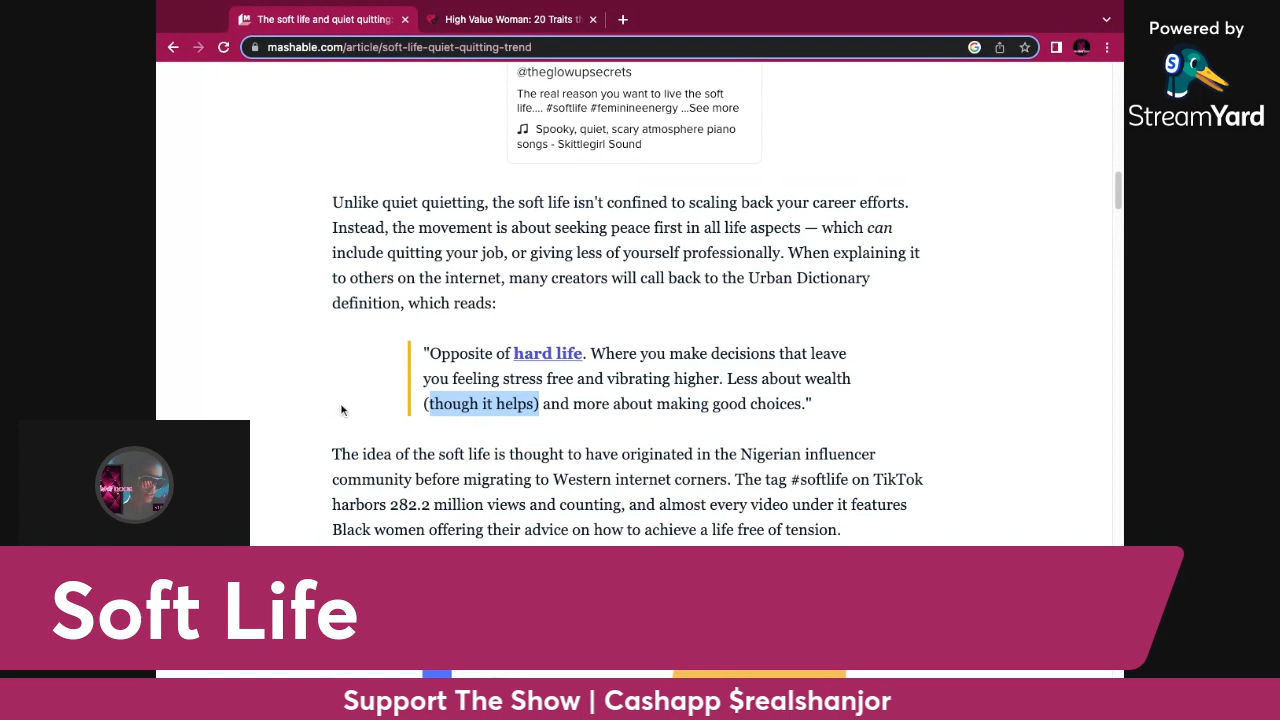 The soft life and quiet quitting:
High Value Woman: 20 Traits th
mashable.com/article/soft-life-quiet-quitting-trend
Powered by
StreamYard
@theglowupsecrets
The real reason you want to live the soft
life.... #softlife #feminineenergy ...See more
Spooky, quiet, scary atmosphere piano
songs - Skittlegirl Sound
Unlike quiet quietting, the soft life isn't confined to scaling back your career efforts.
Instead, the movement is about seeking peace first in all life aspects — which can
include quitting your job, or giving less of yourself professionally. When explaining it
to others on the internet, many creators will call back to the Urban Dictionary
definition, which reads:
"Opposite of hard life. Where you make decisions that leave
you feeling stress free and vibrating higher. Less about wealth
(though it helps) and more about making good choices."
The idea of the soft life is thought to have originated in the Nigerian influencer
community before migrating to Western internet corners. The tag #softlife on TikTok
harbors 282.2 million views and counting, and almost every video under it features
Black women offering their advice on how to achieve a life free of tension.
Soft Life
Support The Show | Cashapp $realshanjor